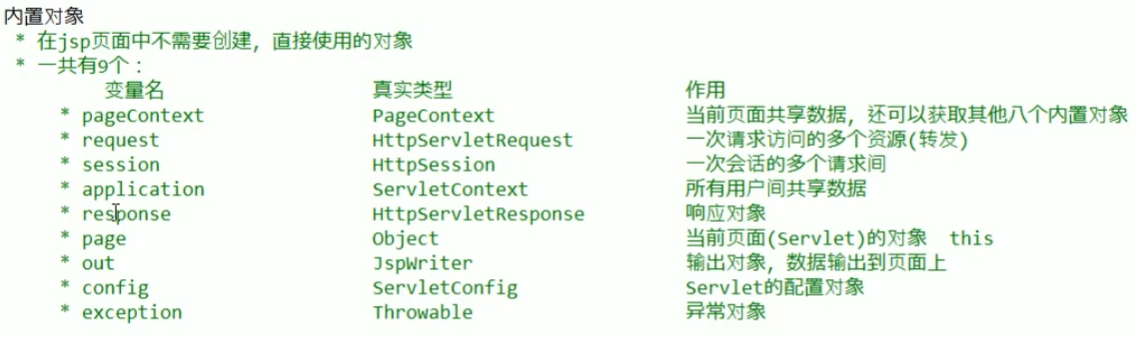 内置对象
* 在jsp页面中不需要创建，直接使用的对象
* 一共有9个：
变量名 真实类型 作用
* pageContext PageContext 当前页面共享数据，还可以获取其他八个内置对象
* request HttpServletRequest 一次请求访问的多个资源(转发)
* session HttpSession 一次会话的多个请求间
* application ServletContext 所有用户间共享数据
* response HttpServletResponse 响应对象
* page Object 当前页面(Servlet)的对象 this
* out JspWriter 输出对象，数据输出到页面上
* config ServletConfig Servlet的配置对象
* exception Throwable 异常对象